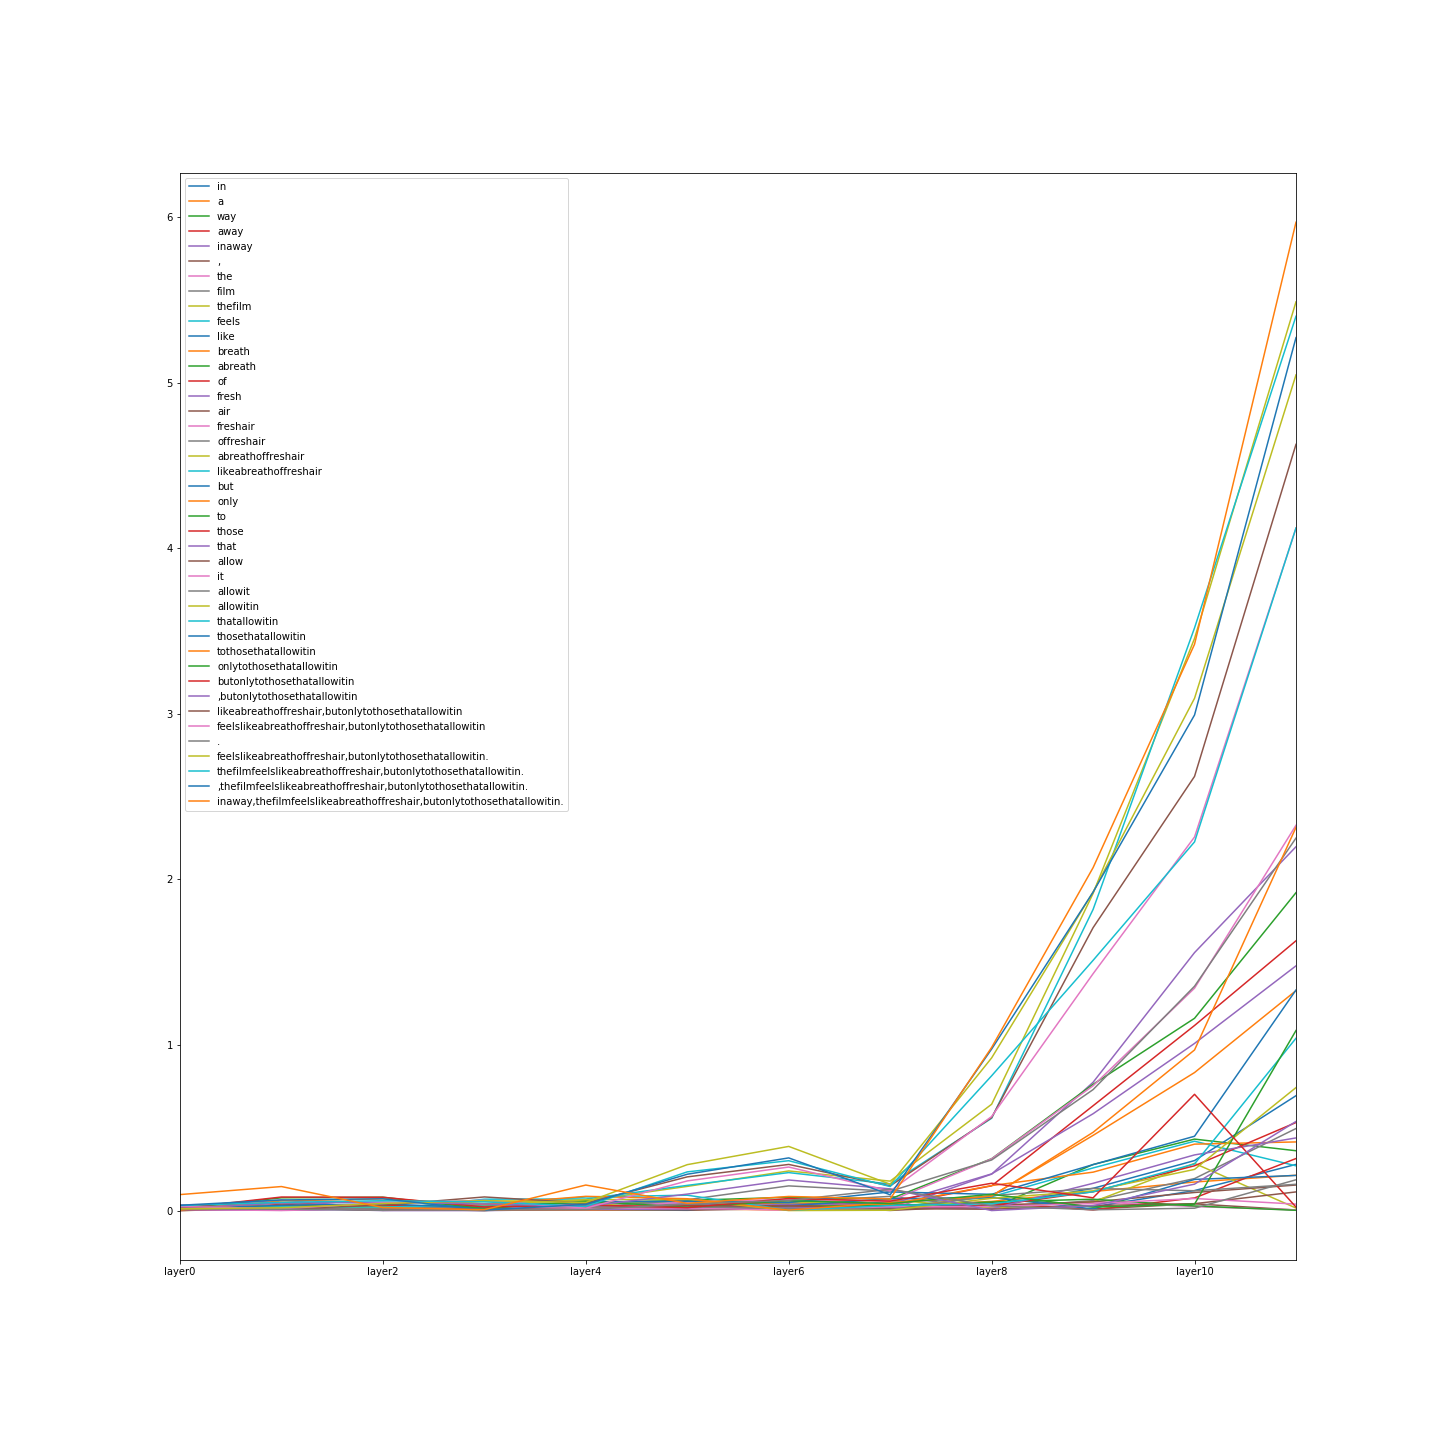 in
a
way
away
inaway
,
the
film
thefilm
feels
like
breath
abreath
of
fresh
air
freshair
offreshair
abreathoffreshair
likeabreathoffreshair
but
only
to
those
that
allow
it
allowit
allowitin
thatallowitin
thosethatallowitin
tothosethatallowitin
onlytothosethatallowitin
butonlytothosethatallowitin
,butonlytothosethatallowitin
likeabreathoffreshair,butonlytothosethatallowitin
feelslikeabreathoffreshair,butonlytothosethatallowitin
.
feelslikeabreathoffreshair,butonlytothosethatallowitin.
thefilmfeelslikeabreathoffreshair,butonlytothosethatallowitin.
,thefilmfeelslikeabreathoffreshair,butonlytothosethatallowitin.
inaway,thefilmfeelslikeabreathoffreshair,butonlytothosethatallowitin.
6
5
4
3
2
1
0
layer0 layer2 layer4 layer6 layer8 layer10